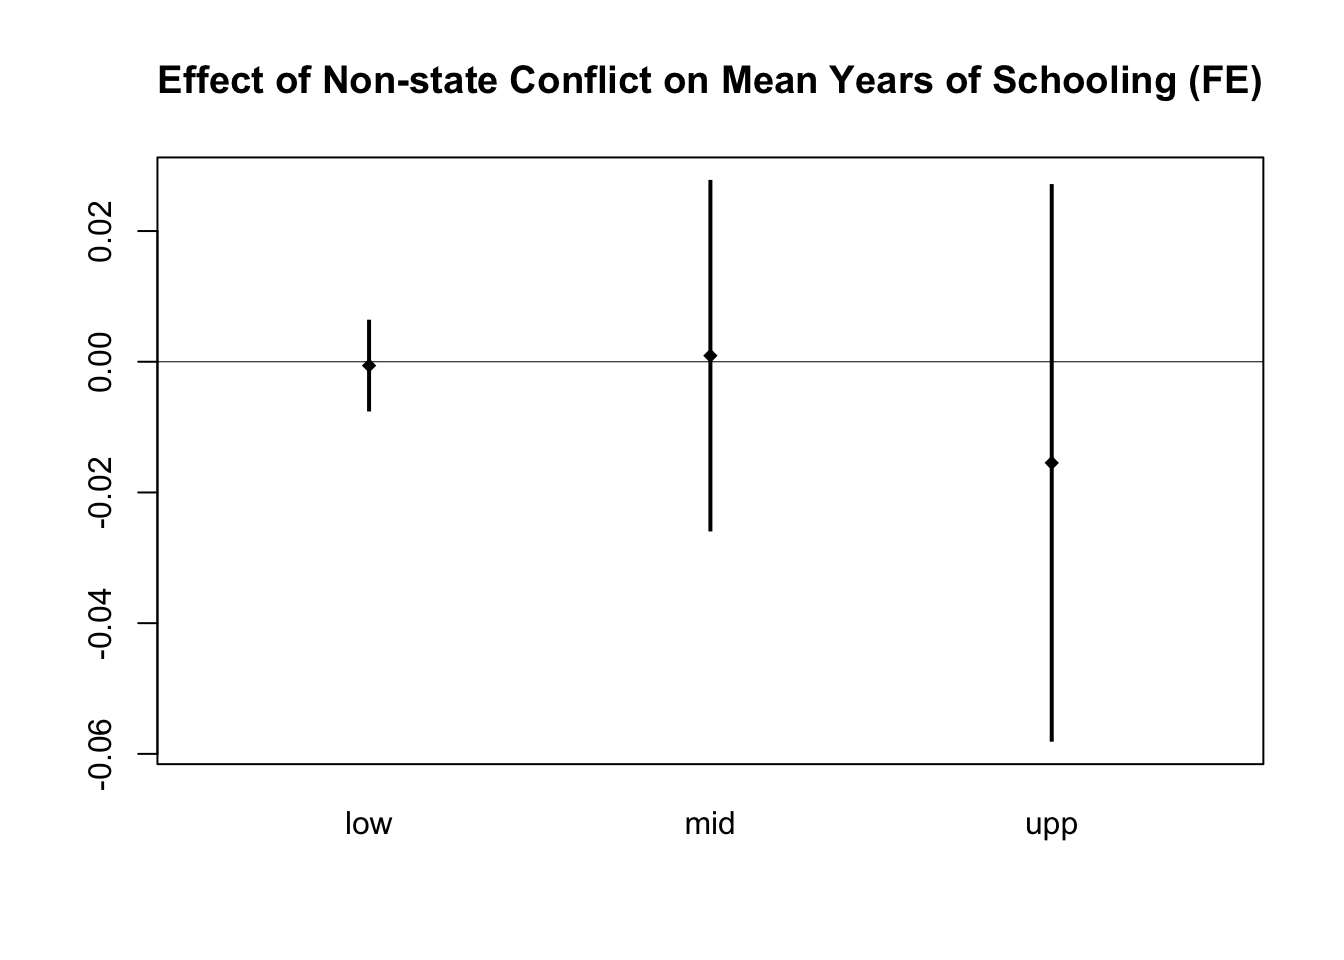 Effect of Non-state Conflict on Mean Years of Schooling (FE)
0.02
0.00
-0.02
-0.04
-0.06
low mid upp